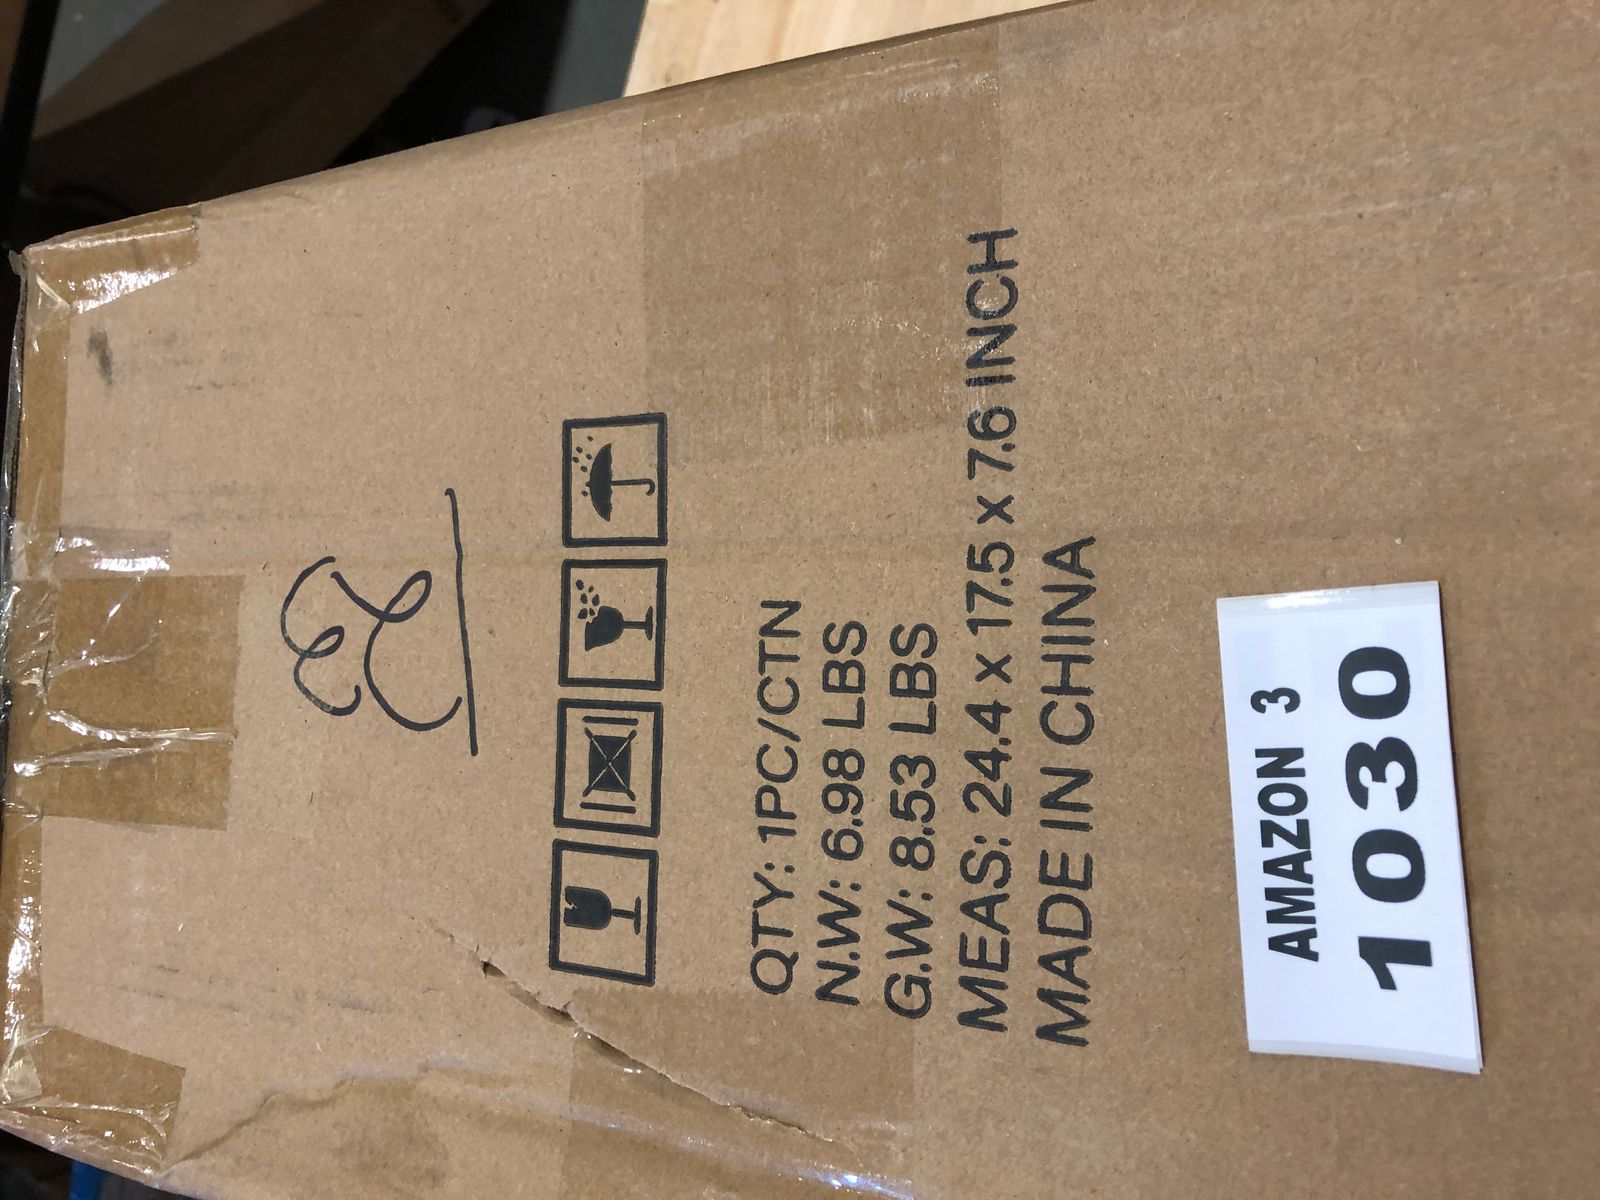 QTY: 1PC/CTN
N.W: 6.98 LBS
G.W: 8.53 LBS
MEAS: 24.4 x 17.5 x 7.6 INCH
MADE IN CHINA
AMAZON 3
1030